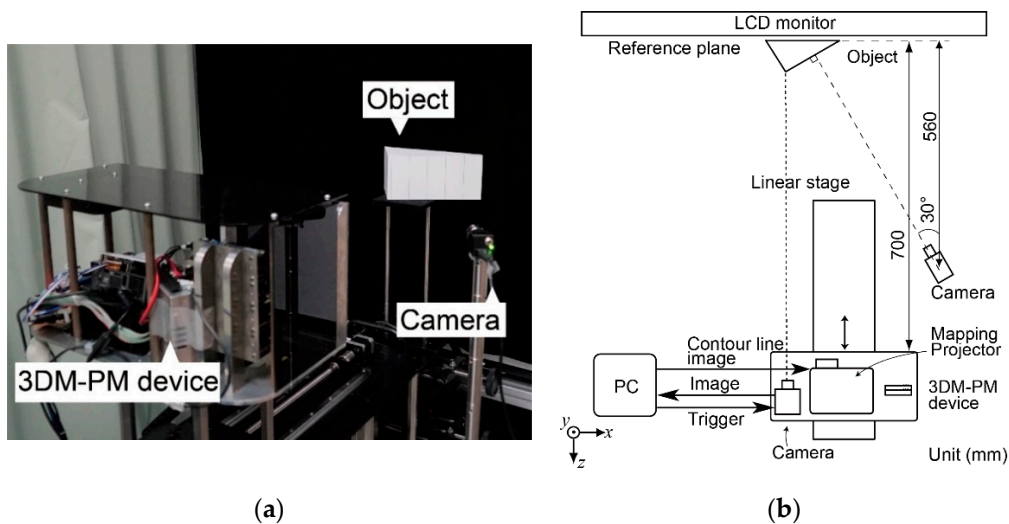 Object
Camera
3DM-PM device
(a)
LCD monitor
Reference plane
Object
560
Linear stage
700
30°
Camera
Contour line
image
Mapping
Projector
PC
Image
3DM-PM
device
Trigger
y
x
z
Camera
Unit (mm)
(b)